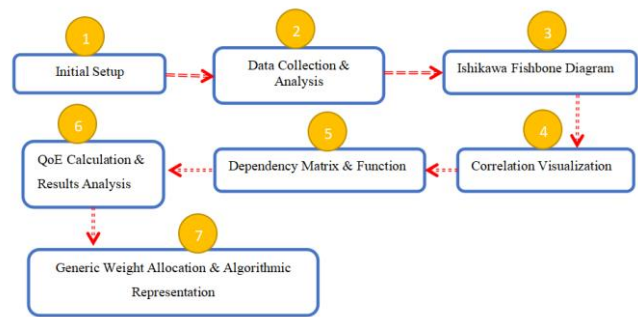 1
Initial Setup
2
Data Collection &
Analysis
3
Ishikawa Fishbone Diagram
4
Correlation Visualization
5
Dependency Matrix & Function
6
QoE Calculation &
Results Analysis
7
Generic Weight Allocation & Algorithmic
Representation